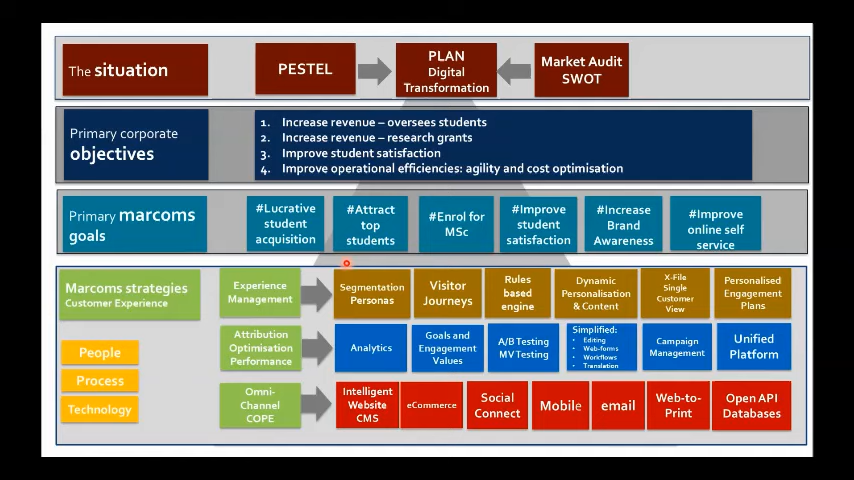 The situation
PESTEL
PLAN
Digital
Transformation
Market Audit
SWOT
Primary corporate
objectives
1. Increase revenue – oversees students
2. Increase revenue – research grants
3. Improve student satisfaction
4. Improve operational efficiencies: agility and cost optimisation
Primary marcoms
goals
#Lucrative
student
acquisition
#Attract
top
students
#Enrol for
MSc
#Improve
student
satisfaction
#Increase
Brand
Awareness
#Improve
online self
service
Marcoms strategies
Customer Experience
Experience
Management
Segmentation
Personas
Visitor
Journeys
Rules
based
engine
Dynamic
Personalisation
& Content
X-File
Single
Customer
View
Personalised
Engagement
Plans
People
Process
Technology
Attribution
Optimisation
Performance
Analytics
Goals and
Engagement
Values
A/B Testing
MV Testing
Simplified:
• Editing
• Web-forms
• Workflows
• Translation
Campaign
Management
Unified
Platform
Omni-
Channel
COPE
Intelligent
Website
CMS
eCommerce
Social
Connect
Mobile
email
Web-to-
Print
Open API
Databases